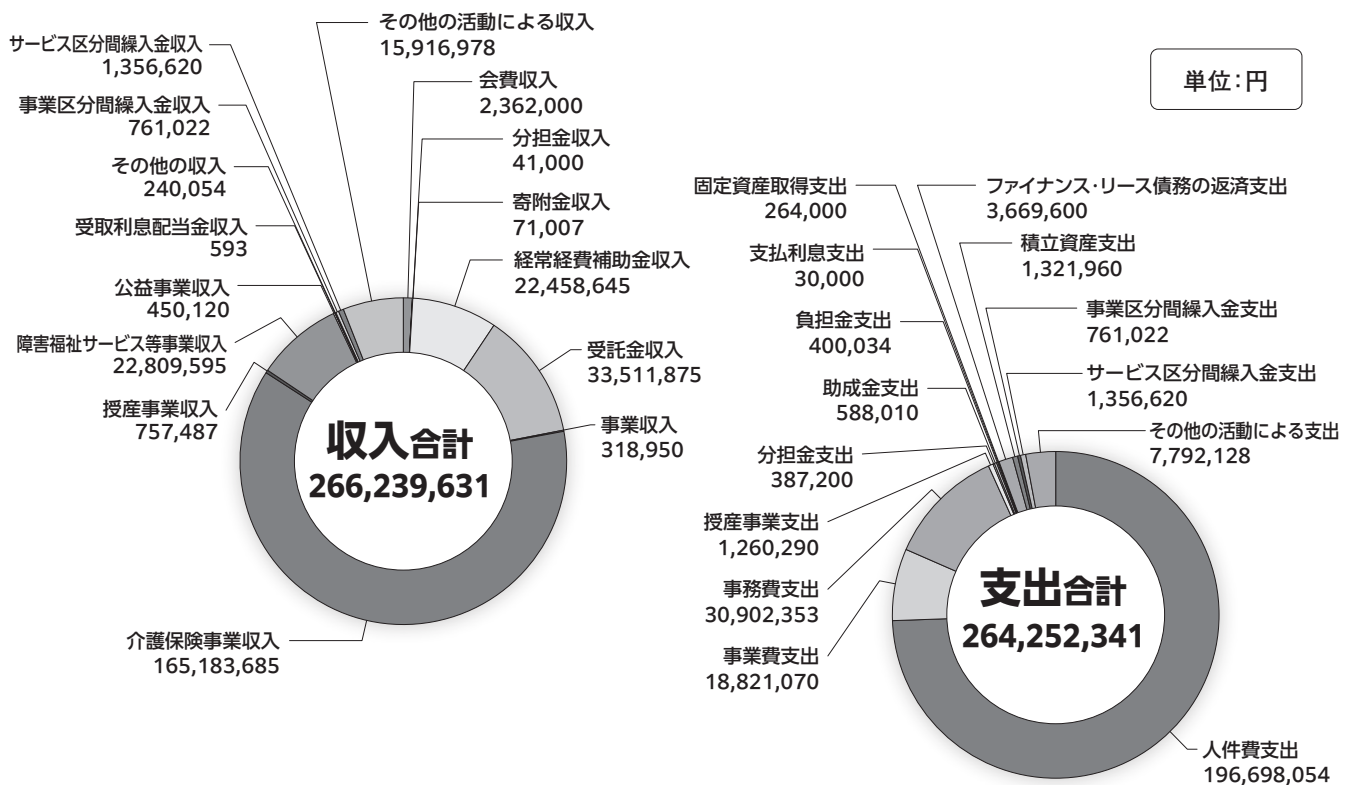 その他の活動による収入
15,916,978
サービス区分間繰入金収入
1,356,620
事業区分間繰入金収入
761,022
その他の収入
240,054
受取利息配当金収入
593
公益事業収入
450,120
障害福祉サービス等事業収入
22,809,595
授産事業収入
757,487
会費収入
2,362,000
分担金収入
41,000
寄附金収入
71,007
経常経費補助金収入
22,458,645
受託金収入
33,511,875
事業収入
318,950
収入合計
266,239,631
介護保険事業収入
165,183,685
単位:円
固定資産取得支出
264,000
支払利息支出
30,000
負担金支出
400,034
助成金支出
588,010
分担金支出
387,200
授産事業支出
1,260,290
事務費支出
30,902,353
事業費支出
18,821,070
ファイナンス・リース債務の返済支出
3,669,600
積立資産支出
1,321,960
事業区分間繰入金支出
761,022
サービス区分間繰入金支出
1,356,620
その他の活動による支出
7,792,128
支出合計
264,252,341
人件費支出
196,698,054